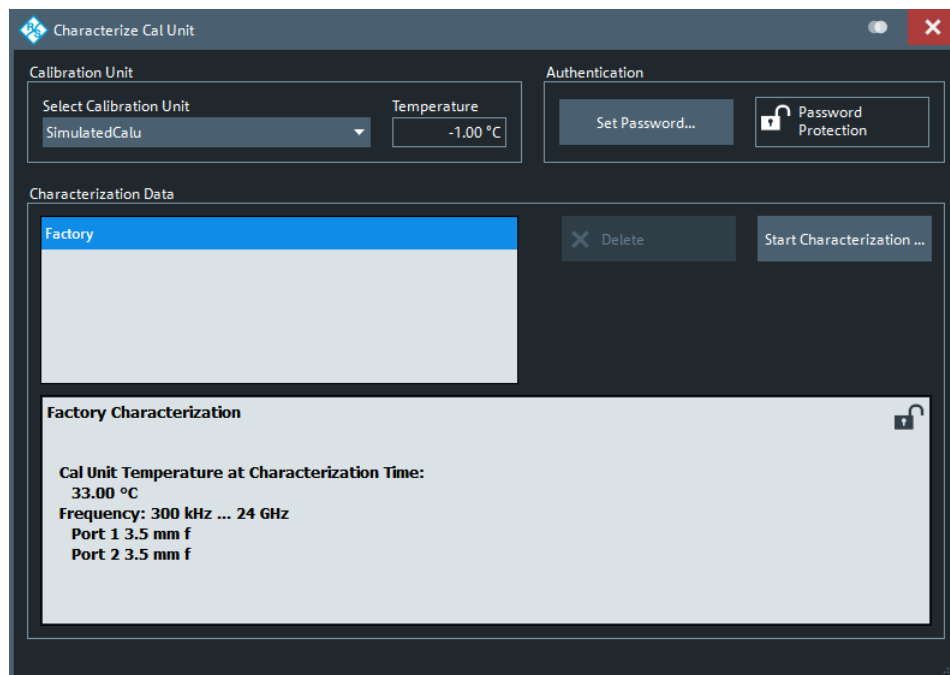 Characterize Cal Unit
Calibration Unit
Authentication
Select Calibration Unit
Temperature
SimulatedCalu
-1.00 °C
Set Password...
Password
Protection
Characterization Data
Factory
Delete
Start Characterization ...
Factory Characterization
Cal Unit Temperature at Characterization Time:
33.00 °C
Frequency: 300 kHz ... 24 GHz
Port 1 3.5 mm f
Port 2 3.5 mm f